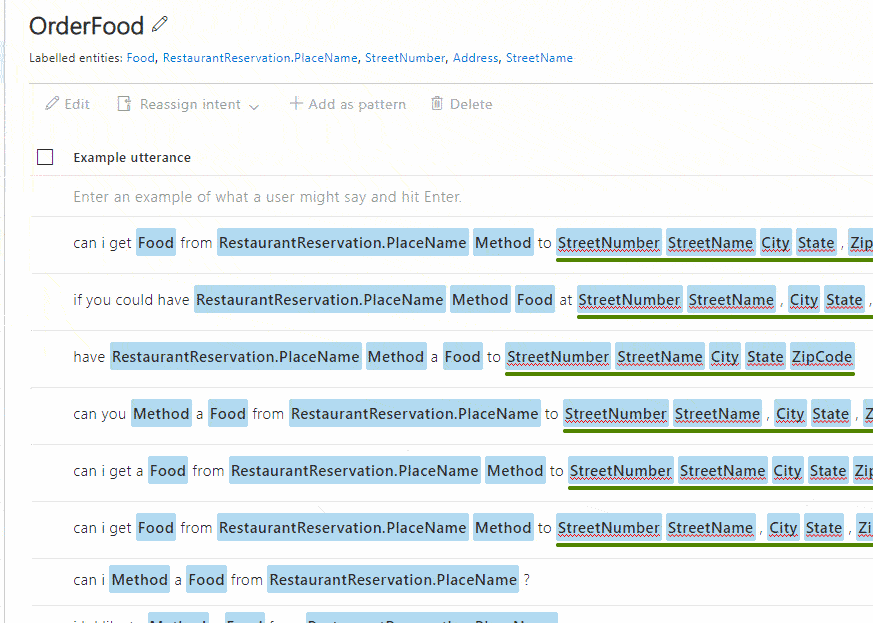 OrderFood
Labelled entities: Food, RestaurantReservation.PlaceName, StreetNumber, Address, StreetName
Edit Reassign intent Add as pattern Delete
Example utterance
Enter an example of what a user might say and hit Enter.
can i get Food from RestaurantReservation.PlaceName Method to StreetNumber StreetName City State , Zip
if you could have RestaurantReservation.PlaceName Method Food at StreetNumber StreetName , City State ,
have RestaurantReservation.PlaceName Method a Food to StreetNumber StreetName City State ZipCode
can you Method a Food from RestaurantReservation.PlaceName to StreetNumber StreetName , City State , Z
can i get a Food from RestaurantReservation.PlaceName Method to StreetNumber StreetName City State Zip
can i get Food from RestaurantReservation.PlaceName Method to StreetNumber StreetName , City State , Zi
can i Method a Food from RestaurantReservation.PlaceName ?